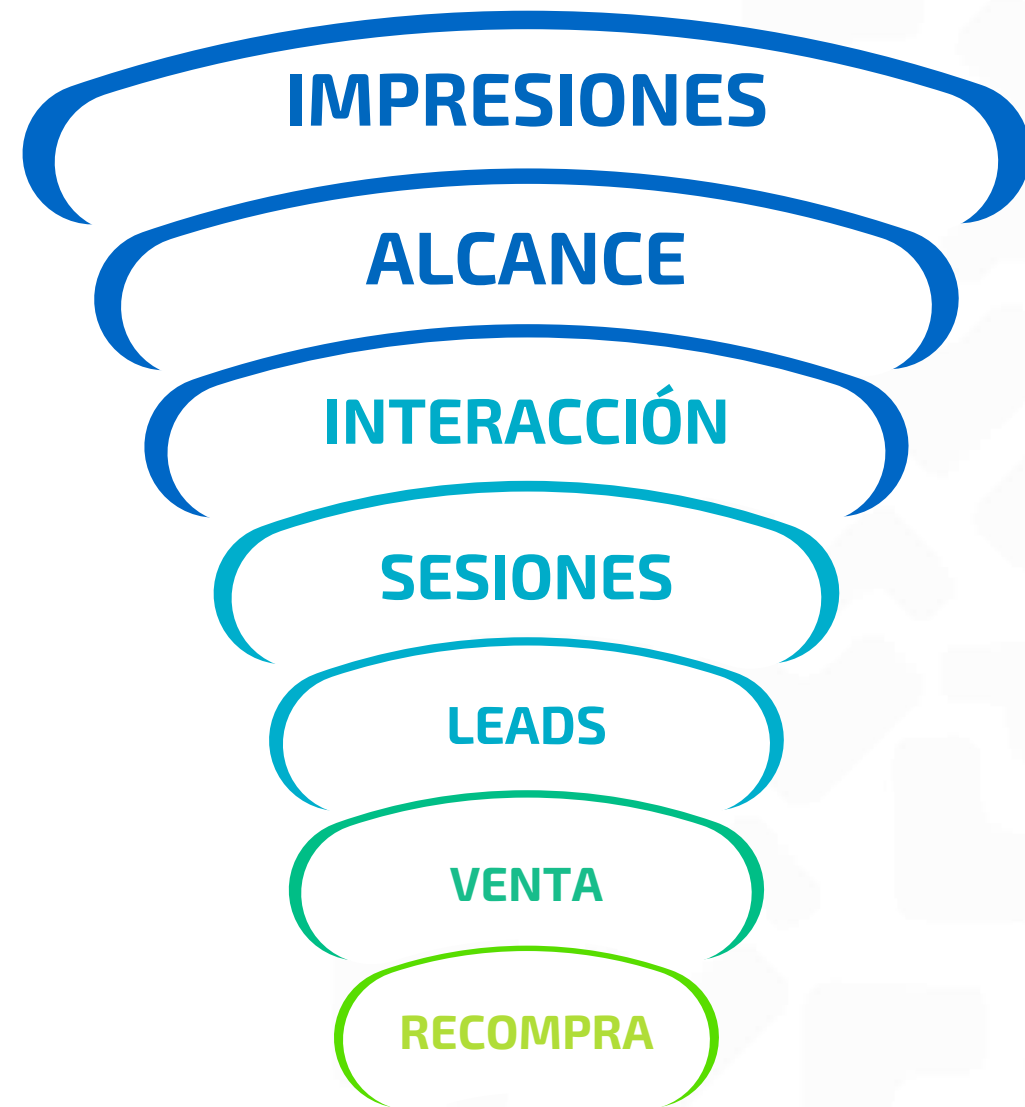 IMPRESIONES
ALCANCE
INTERACCIÓN
SESIONES
LEADS
VENTA
RECOMPRA